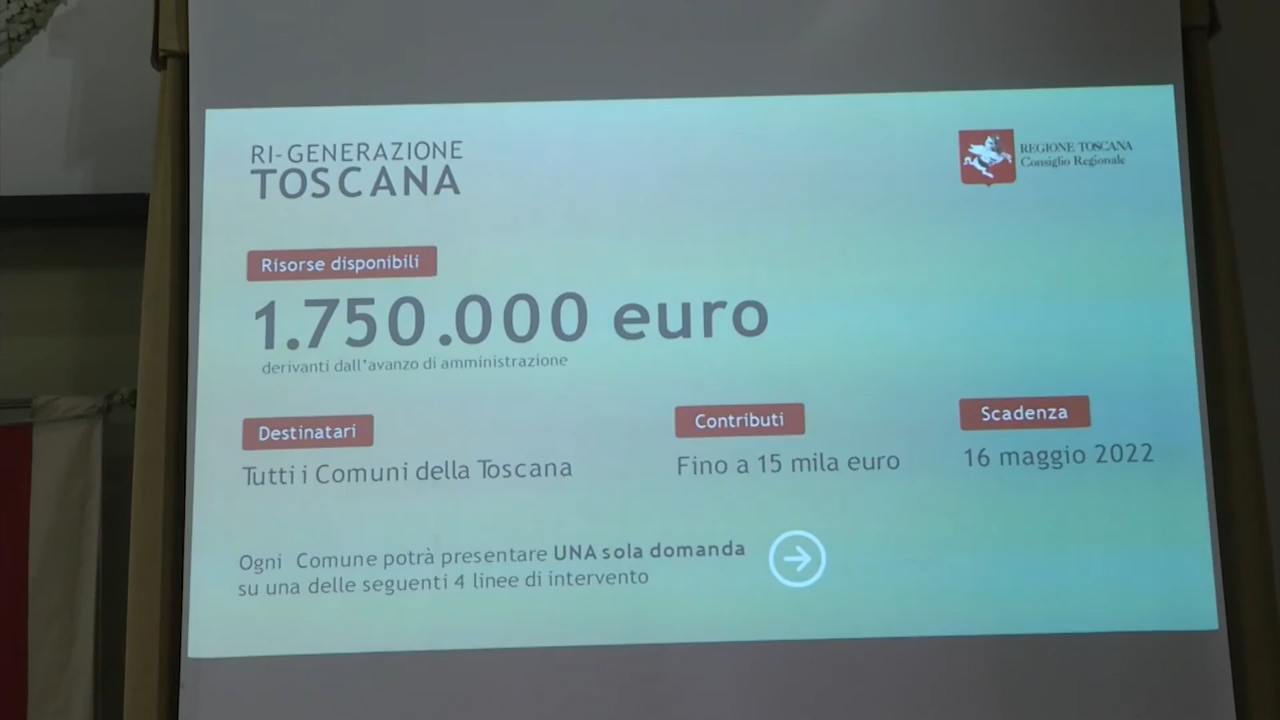 RI-GENERAZIONE
TOSCANA
REGIONE TOSCANA
Consiglio Regionale
Risorse disponibili
1.750.000 euro
derivanti dall'avanzo di amministrazione
Destinatari
Tutti i Comuni della Toscana
Contributi
Fino a 15 mila euro
Scadenza
16 maggio 2022
Ogni Comune potrà presentare UNA sola domanda
su una delle seguenti 4 linee di intervento